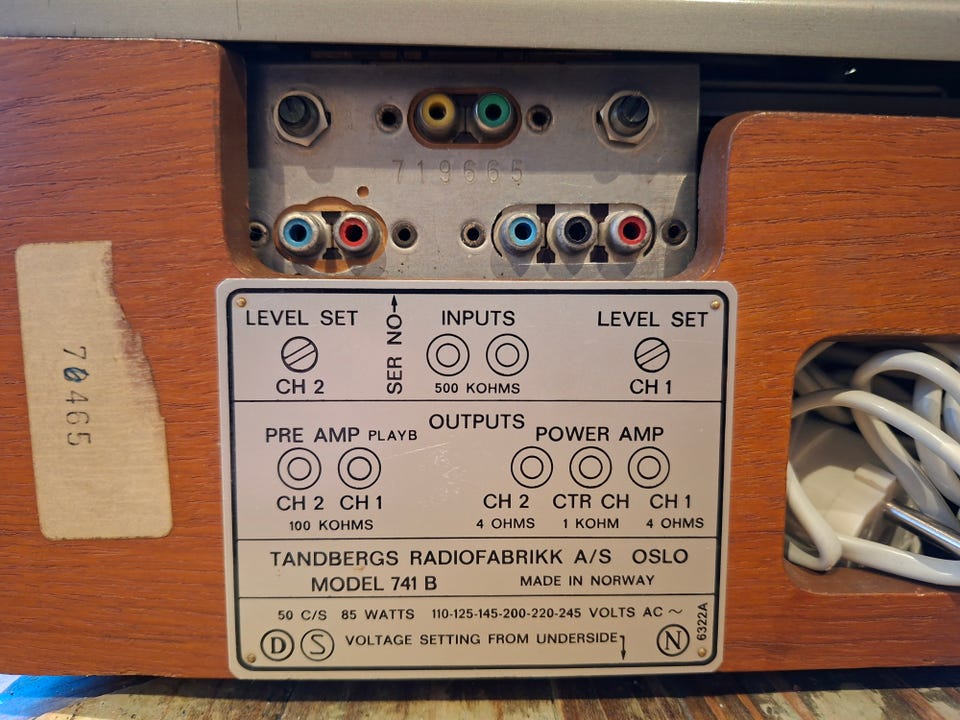 719665
70465
LEVEL SET
SER NO
INPUTS
LEVEL SET
CH 2
500 KOHMS
CH 1
OUTPUTS
PRE AMP PLAYB
POWER AMP
CH 2 CH 1
CH 2 CTR CH CH 1
100 KOHMS
4 OHMS 1 KOHM 4 OHMS
TANDBERGS RADIOFABRIKK A/S OSLO
MODEL 741 B MADE IN NORWAY
50 C/S 85 WATTS 110-125-145-200-220-245 VOLTS AC ~
D S VOLTAGE SETTING FROM UNDERSIDE N
6322A